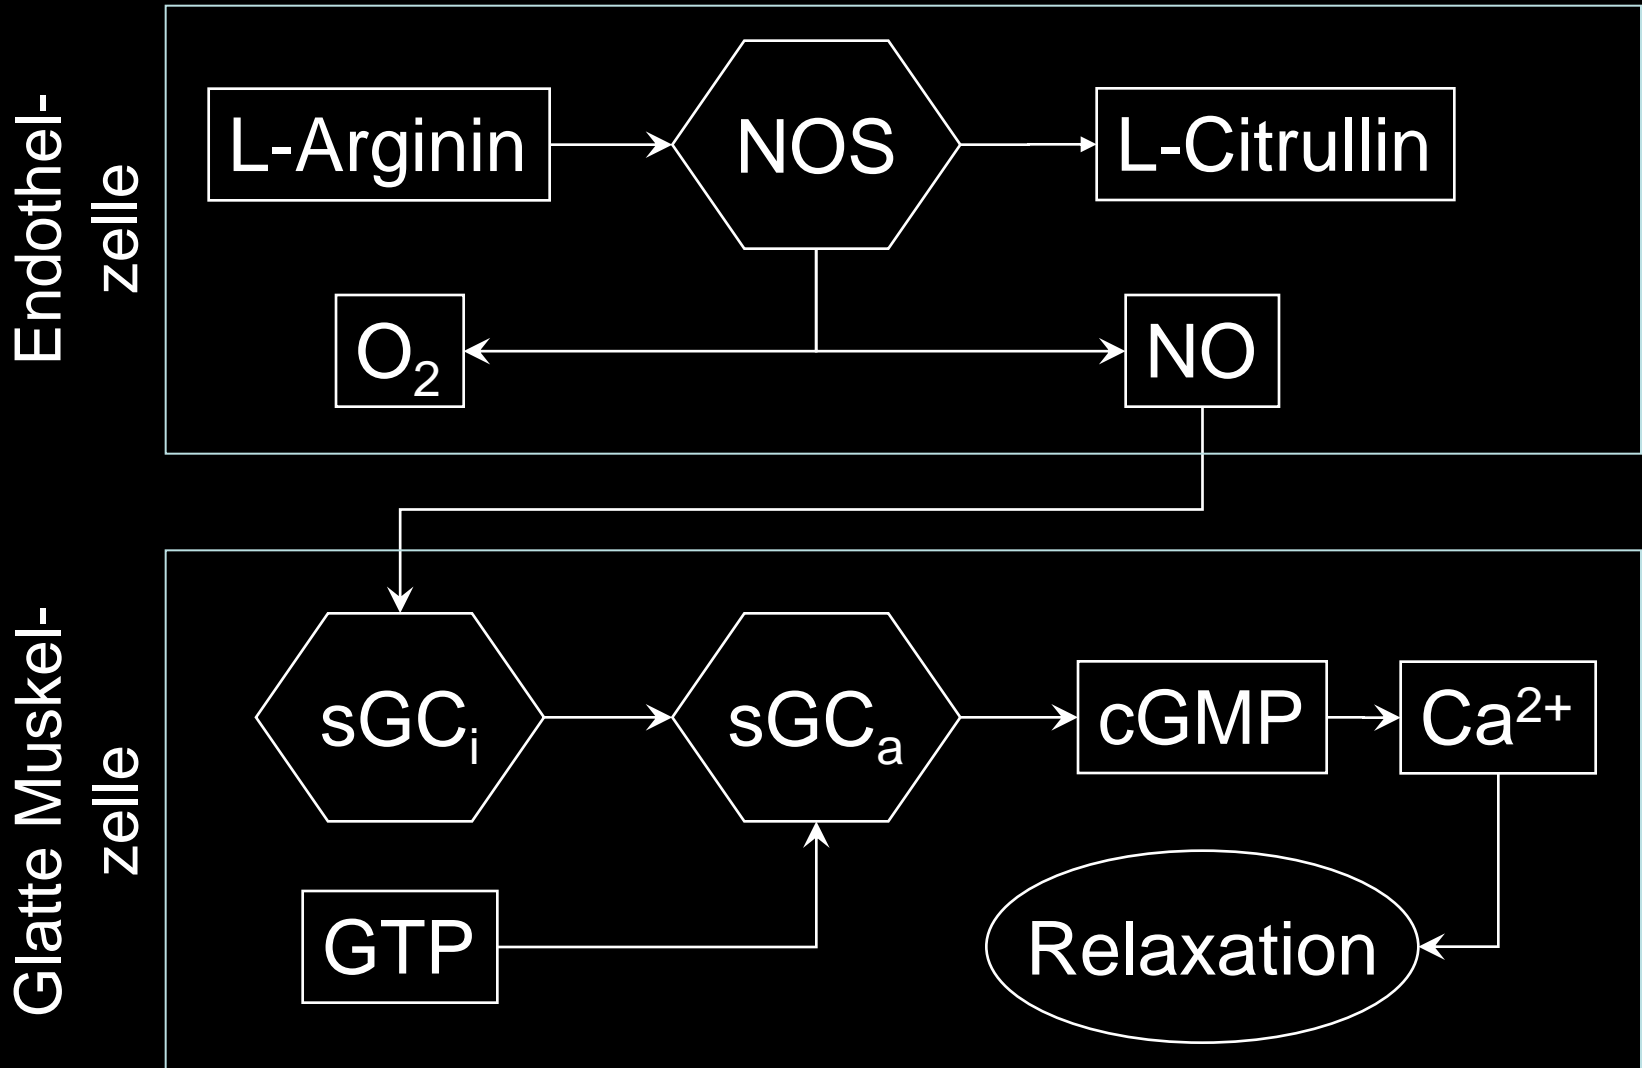 Endothel-
zelle
L-Arginin
NOS
L-Citrullin
O₂
NO
Glatte Muskel-
zelle
sGCᵢ
sGCₐ
cGMP
Ca²⁺
GTP
Relaxation